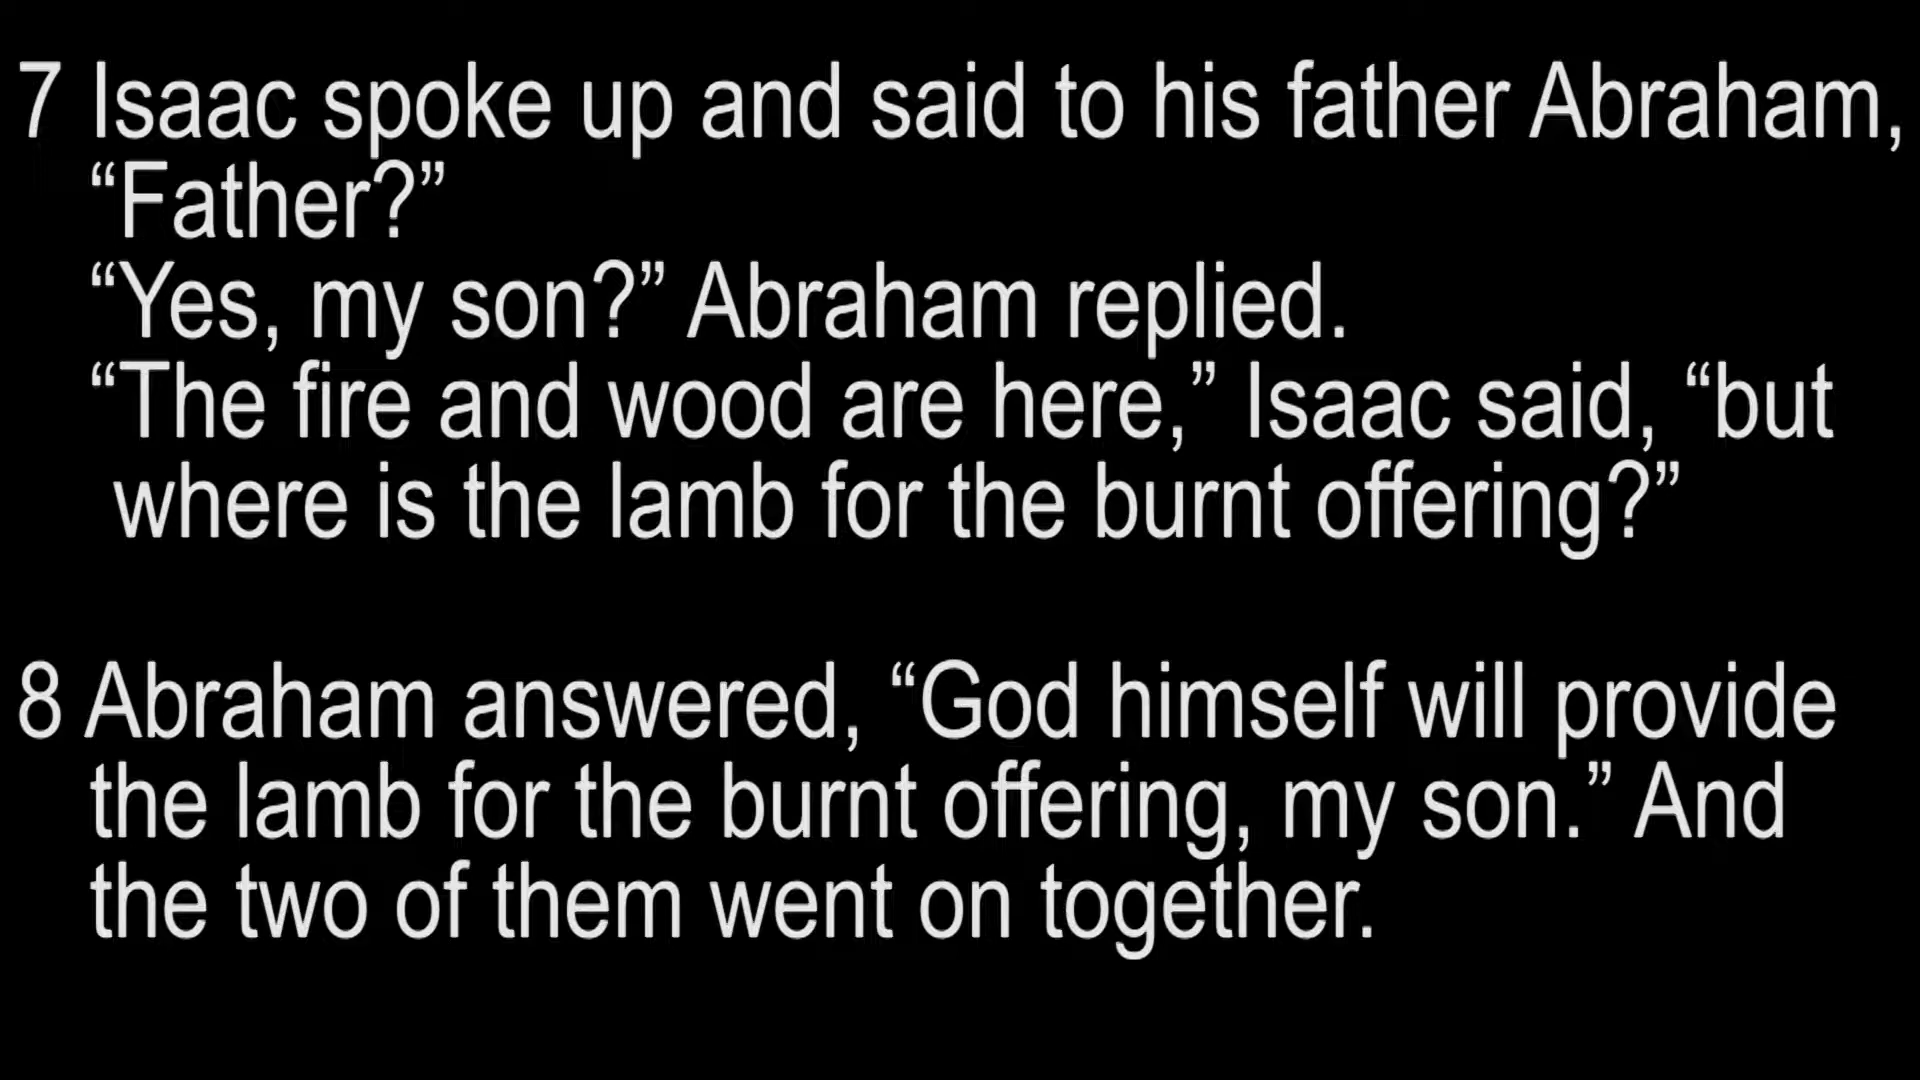 7 Isaac spoke up and said to his father Abraham,
“Father?”
“Yes, my son?” Abraham replied.
“The fire and wood are here,” Isaac said, “but
where is the lamb for the burnt offering?”
8 Abraham answered, “God himself will provide
the lamb for the burnt offering, my son.” And
the two of them went on together.